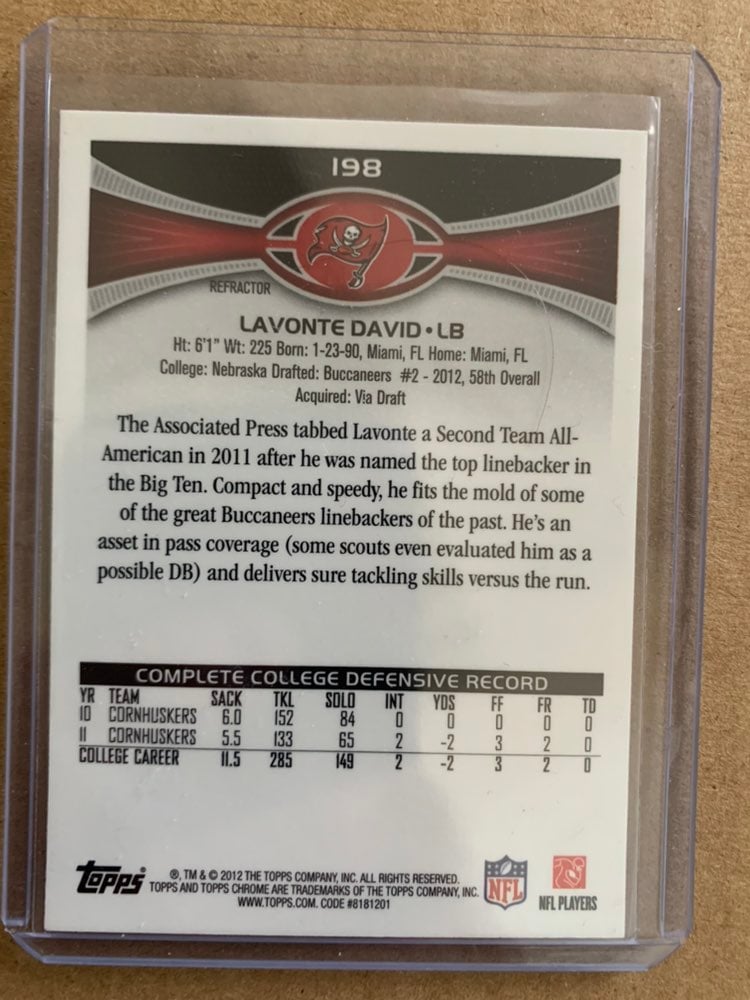 198
REFRACTOR
LAVONTE DAVID • LB
Ht: 6'1" Wt: 225 Born: 1-23-90, Miami, FL Home: Miami, FL
College: Nebraska Drafted: Buccaneers #2 - 2012, 58th Overall
Acquired: Via Draft
The Associated Press tabbed Lavonte a Second Team All-
American in 2011 after he was named the top linebacker in
the Big Ten. Compact and speedy, he fits the mold of some
of the great Buccaneers linebackers of the past. He's an
asset in pass coverage (some scouts even evaluated him as a
possible DB) and delivers sure tackling skills versus the run.
COMPLETE COLLEGE DEFENSIVE RECORD
YR TEAM SACK TKL SOLO INT YDS FF FR TD
10 CORNHUSKERS 6.0 152 84 0 0 0 0 0
11 CORNHUSKERS 5.5 133 65 2 -2 3 2 0
COLLEGE CAREER 11.5 285 149 2 -2 3 2 0
Topps
®, TM & © 2012 THE TOPPS COMPANY, INC. ALL RIGHTS RESERVED.
TOPPS AND TOPPS CHROME ARE TRADEMARKS OF THE TOPPS COMPANY, INC.
WWW.TOPPS.COM. CODE #8181201
NFL
NFL PLAYERS